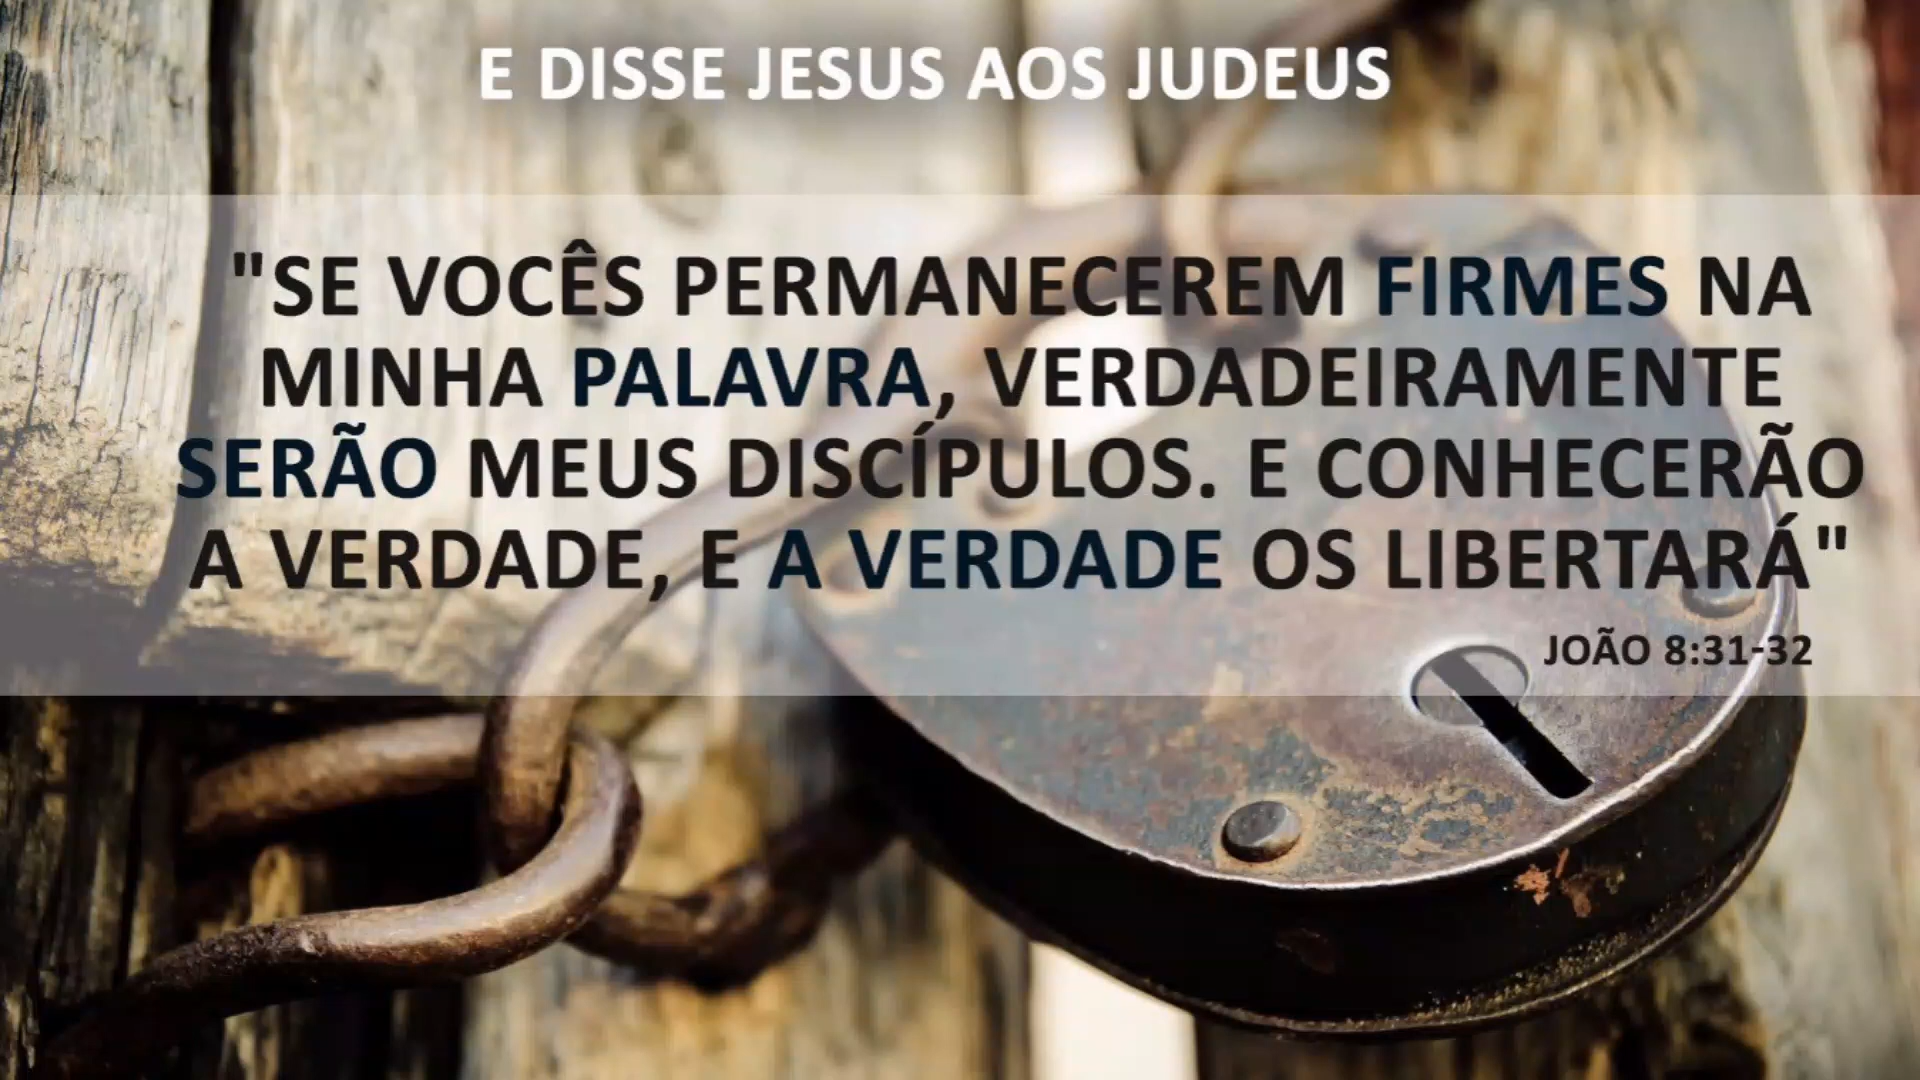 E DISSE JESUS AOS JUDEUS
"SE VOCÊS PERMANECEREM FIRMES NA
MINHA PALAVRA, VERDADEIRAMENTE
SERÃO MEUS DISCÍPULOS. E CONHECERÃO
A VERDADE, E A VERDADE OS LIBERTARÁ"
JOÃO 8:31-32